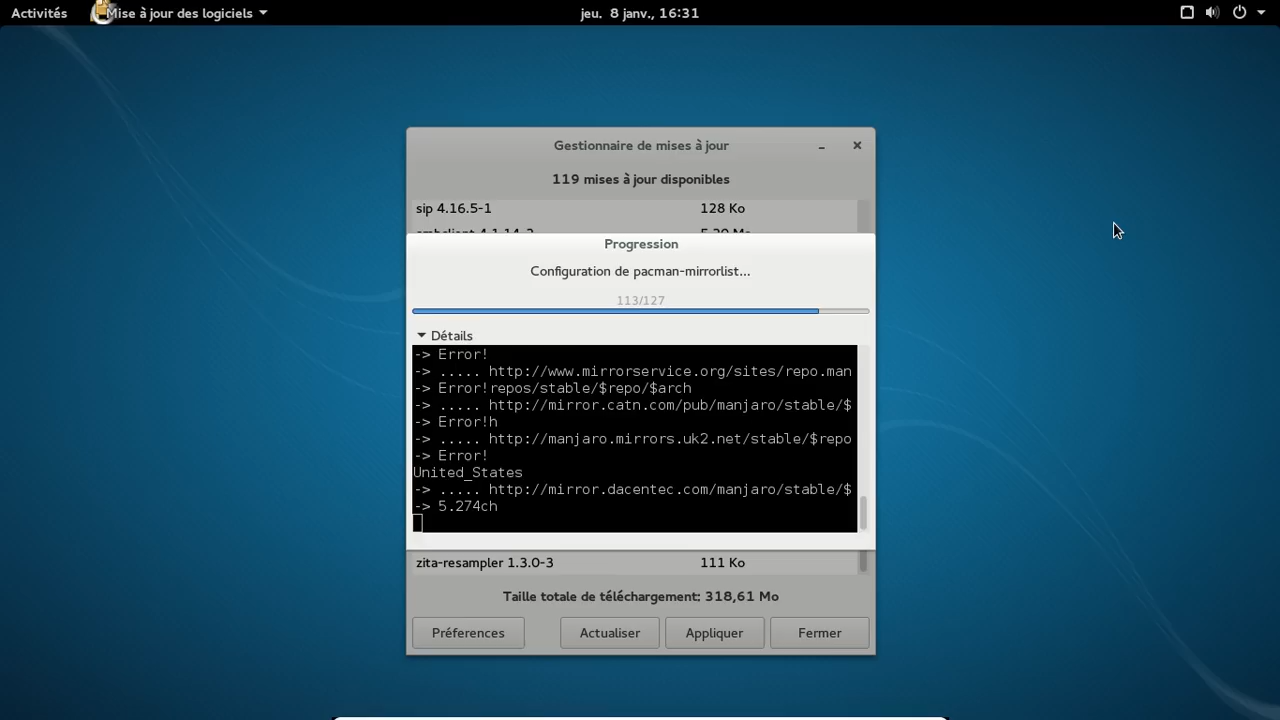 Activités
Mise à jour des logiciels
jeu. 8 janv., 16:31
Gestionnaire de mises à jour
119 mises à jour disponibles
sip 4.16.5-1 128 Ko
Progression
Configuration de pacman-mirrorlist...
113/127
Détails
-> Error!
-> ..... http://www.mirrorservice.org/sites/repo.man
-> Error!repos/stable/$repo/$arch
-> ..... http://mirror.catn.com/pub/manjaro/stable/$
-> Error!h
-> ..... http://manjaro.mirrors.uk2.net/stable/$repo
-> Error!
United_States
-> ..... http://mirror.dacentec.com/manjaro/stable/$
-> 5.274ch
zita-resampler 1.3.0-3 111 Ko
Taille totale de téléchargement: 318,61 Mo
Préferences
Actualiser
Appliquer
Fermer